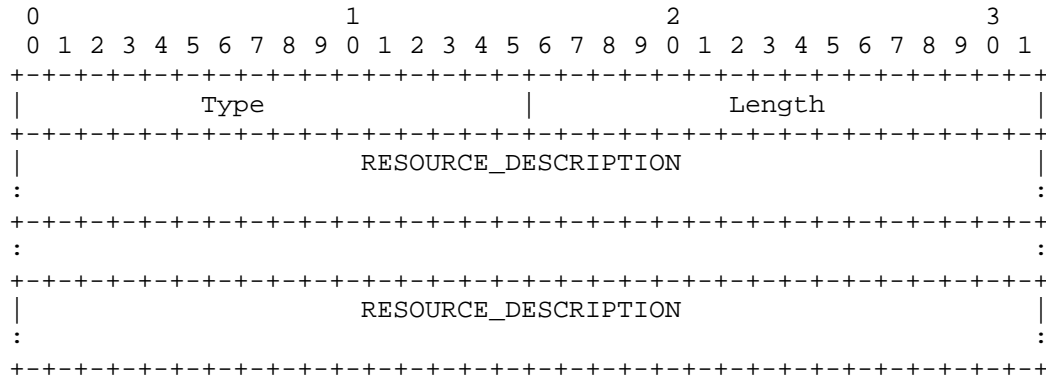 0                   1                   2                   3
 0 1 2 3 4 5 6 7 8 9 0 1 2 3 4 5 6 7 8 9 0 1 2 3 4 5 6 7 8 9 0 1
+-+-+-+-+-+-+-+-+-+-+-+-+-+-+-+-+-+-+-+-+-+-+-+-+-+-+-+-+-+-+-+-+
|           Type                |            Length             |
+-+-+-+-+-+-+-+-+-+-+-+-+-+-+-+-+-+-+-+-+-+-+-+-+-+-+-+-+-+-+-+-+
|                     RESOURCE_DESCRIPTION                      |
:                                                               :
+-+-+-+-+-+-+-+-+-+-+-+-+-+-+-+-+-+-+-+-+-+-+-+-+-+-+-+-+-+-+-+-+
:                                                               :
+-+-+-+-+-+-+-+-+-+-+-+-+-+-+-+-+-+-+-+-+-+-+-+-+-+-+-+-+-+-+-+-+
|                     RESOURCE_DESCRIPTION                      |
:                                                               :
+-+-+-+-+-+-+-+-+-+-+-+-+-+-+-+-+-+-+-+-+-+-+-+-+-+-+-+-+-+-+-+-+